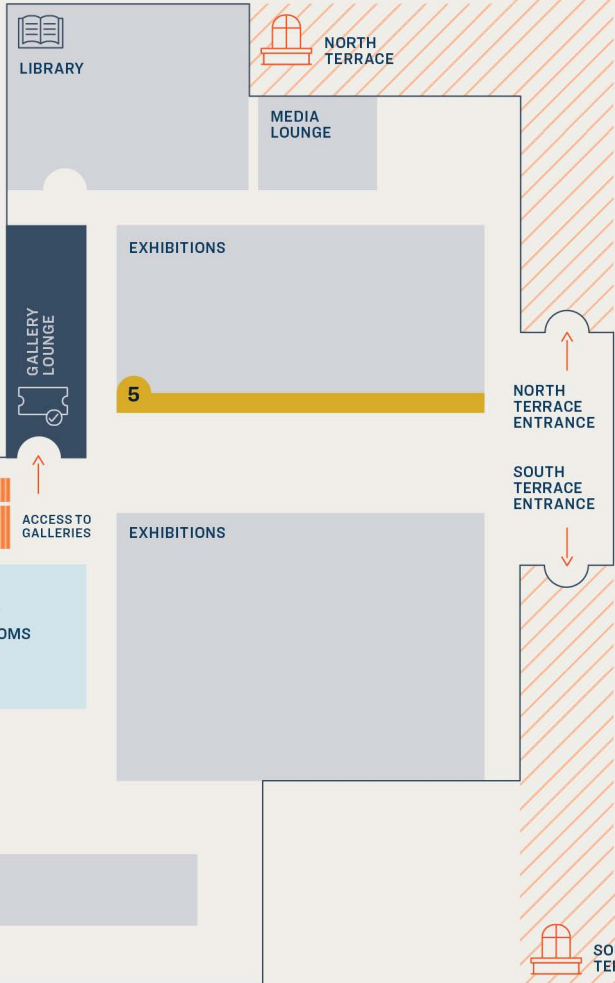 LIBRARY
NORTH
TERRACE
MEDIA
LOUNGE
EXHIBITIONS
GALLERY
LOUNGE
5
NORTH
TERRACE
ENTRANCE
SOUTH
TERRACE
ENTRANCE
ACCESS TO
GALLERIES
EXHIBITIONS
OMS
SO